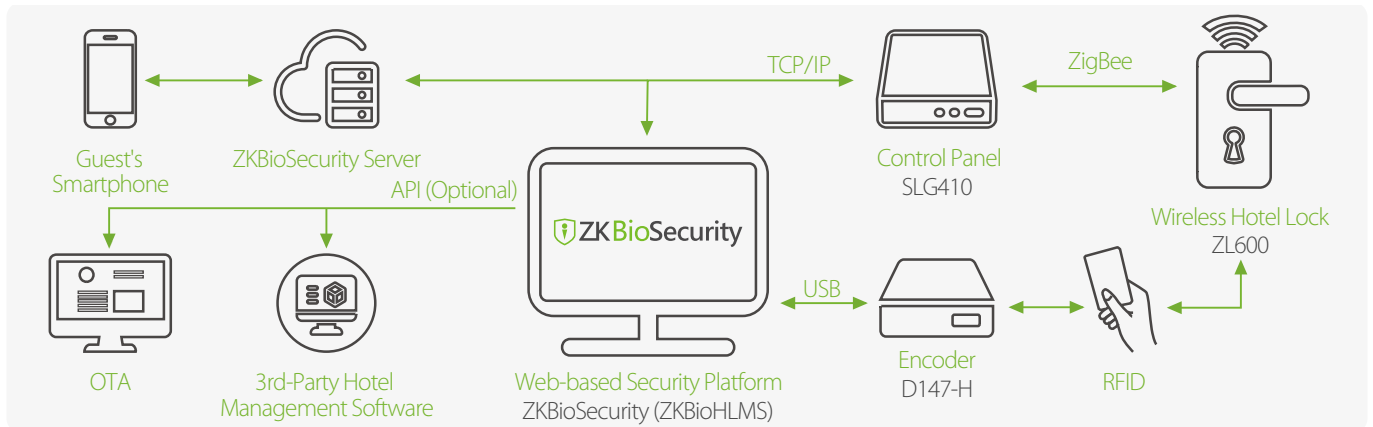 TCP/IP
ZigBee
Guest's
Smartphone
ZKBioSecurity Server
Control Panel
SLG410
API (Optional)
ZKBioSecurity
Wireless Hotel Lock
ZL600
USB
OTA
3rd-Party Hotel
Management Software
Web-based Security Platform
ZKBioSecurity (ZKBioHLMS)
Encoder
D147-H
RFID